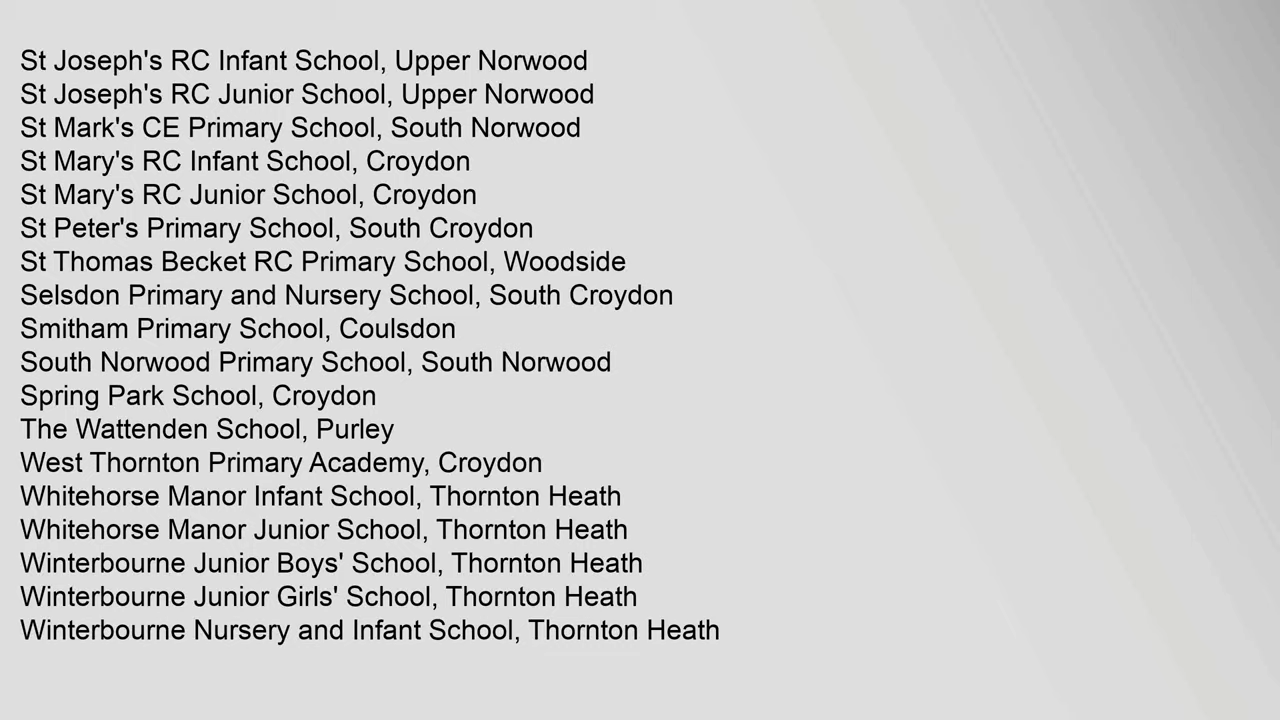 St Joseph's RC Infant School, Upper Norwood
St Joseph's RC Junior School, Upper Norwood
St Mark's CE Primary School, South Norwood
St Mary's RC Infant School, Croydon
St Mary's RC Junior School, Croydon
St Peter's Primary School, South Croydon
St Thomas Becket RC Primary School, Woodside
Selsdon Primary and Nursery School, South Croydon
Smitham Primary School, Coulsdon
South Norwood Primary School, South Norwood
Spring Park School, Croydon
The Wattenden School, Purley
West Thornton Primary Academy, Croydon
Whitehorse Manor Infant School, Thornton Heath
Whitehorse Manor Junior School, Thornton Heath
Winterbourne Junior Boys' School, Thornton Heath
Winterbourne Junior Girls' School, Thornton Heath
Winterbourne Nursery and Infant School, Thornton Heath